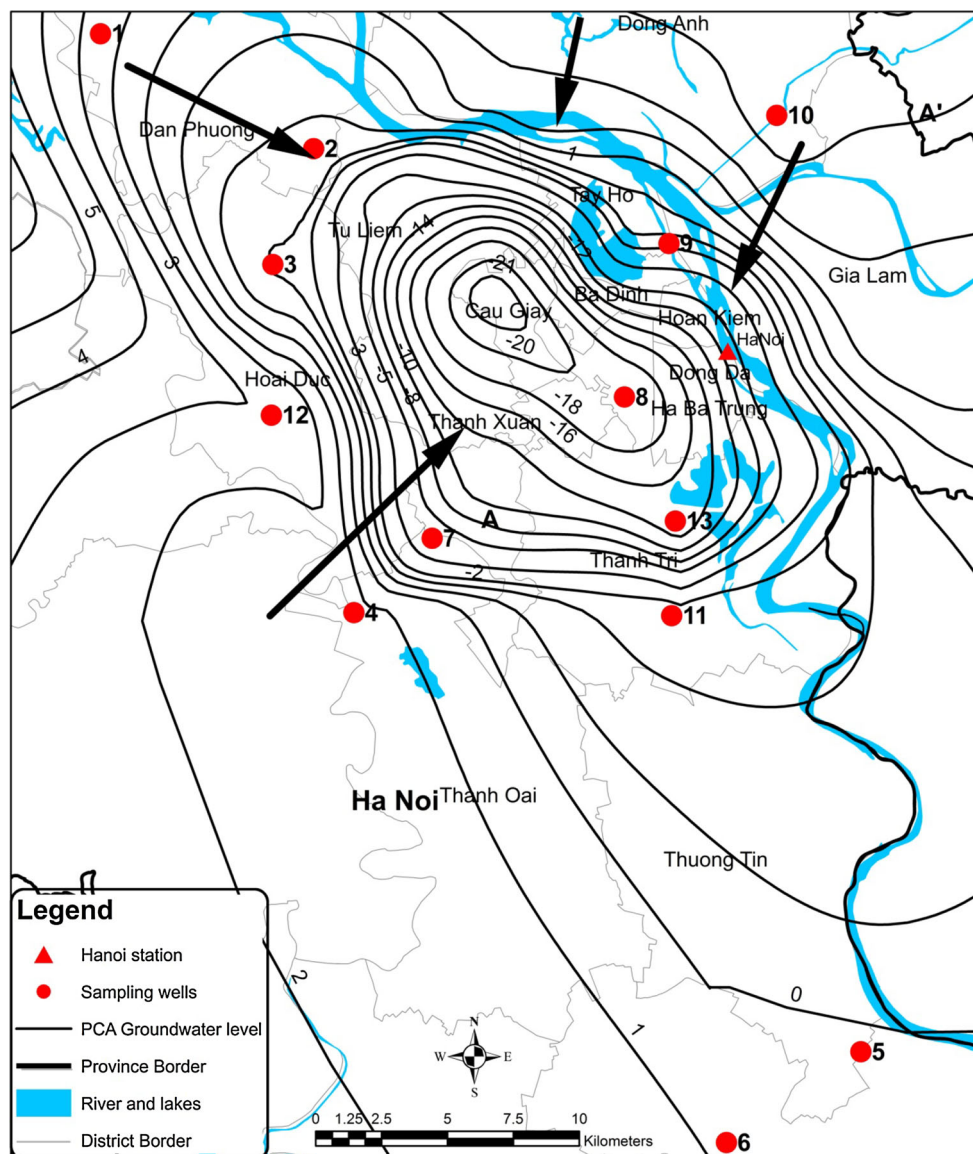 1
Dong Anh
10
A'
Dan Phuong
2
1
5
Tay Ho
Tu Liem
14
-17
9
3
3
-21
Gia Lam
Ba Dinh
Cau Giay
Hoan Kiem
HaNoi
-20
3
-10
4
Hoai Duc
-5
Dong Da
-8
8
-18
Ha Ba Trung
12
Thanh Xuan
-16
A
13
7
Thanh Tri
-2
4
11
Ha Noi
Thanh Oai
Thuong Tin
Legend
Hanoi station
Sampling wells
PCA Groundwater level
Province Border
River and lakes
District Border
2
0
1
5
6
N
W
E
S
0 1.25 2.5 5 7.5 10
Kilometers